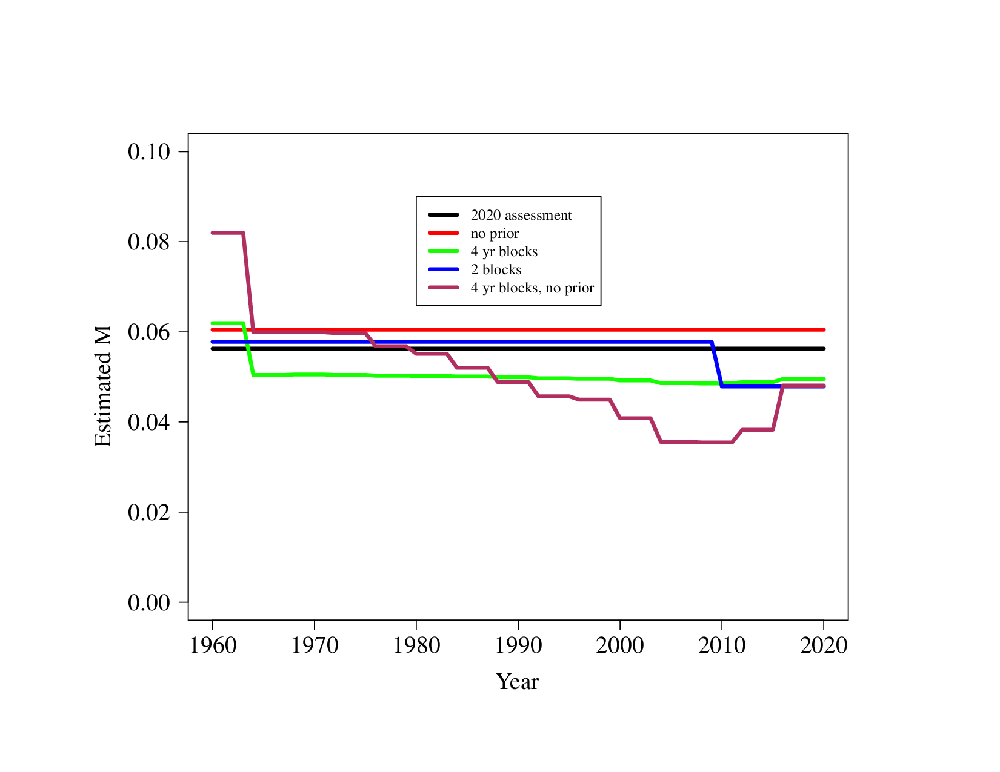 0.10
0.08
0.06
0.04
0.02
0.00
Estimated M
2020 assessment
no prior
4 yr blocks
2 blocks
4 yr blocks, no prior
1960 1970 1980 1990 2000 2010 2020
Year